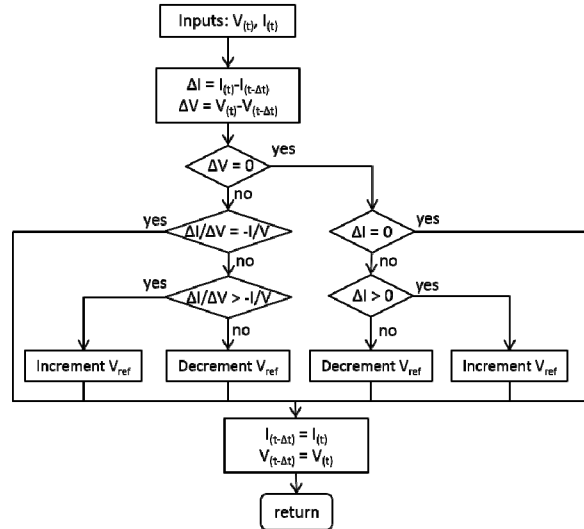 Inputs: V(t), I(t)
ΔI = I(t)-I(t-Δt)
ΔV = V(t)-V(t-Δt)
yes
ΔV = 0
no
yes
ΔI/ΔV = -I/V
ΔI = 0
yes
no
no
yes
ΔI/ΔV > -I/V
ΔI > 0
yes
no
no
Increment Vref
Decrement Vref
Decrement Vref
Increment Vref
I(t-Δt) = I(t)
V(t-Δt) = V(t)
return